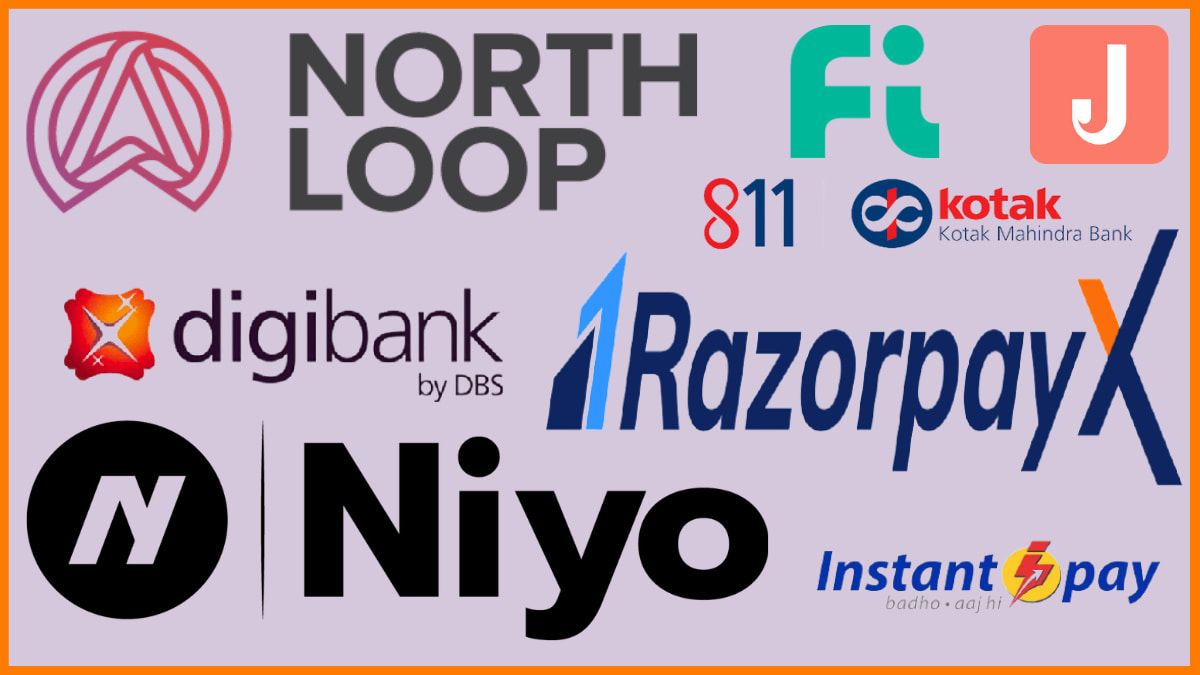 NORTH
LOOP
Fi
J
811
kotak
Kotak Mahindra Bank
digibank
by DBS
RazorpayX
N
Niyo
Instant pay
badho • aaj hi